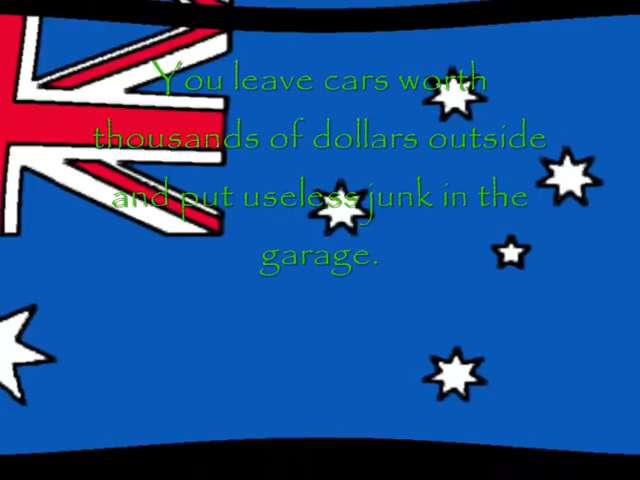 You leave cars worth
thousands of dollars outside
and put useless junk in the
garage.